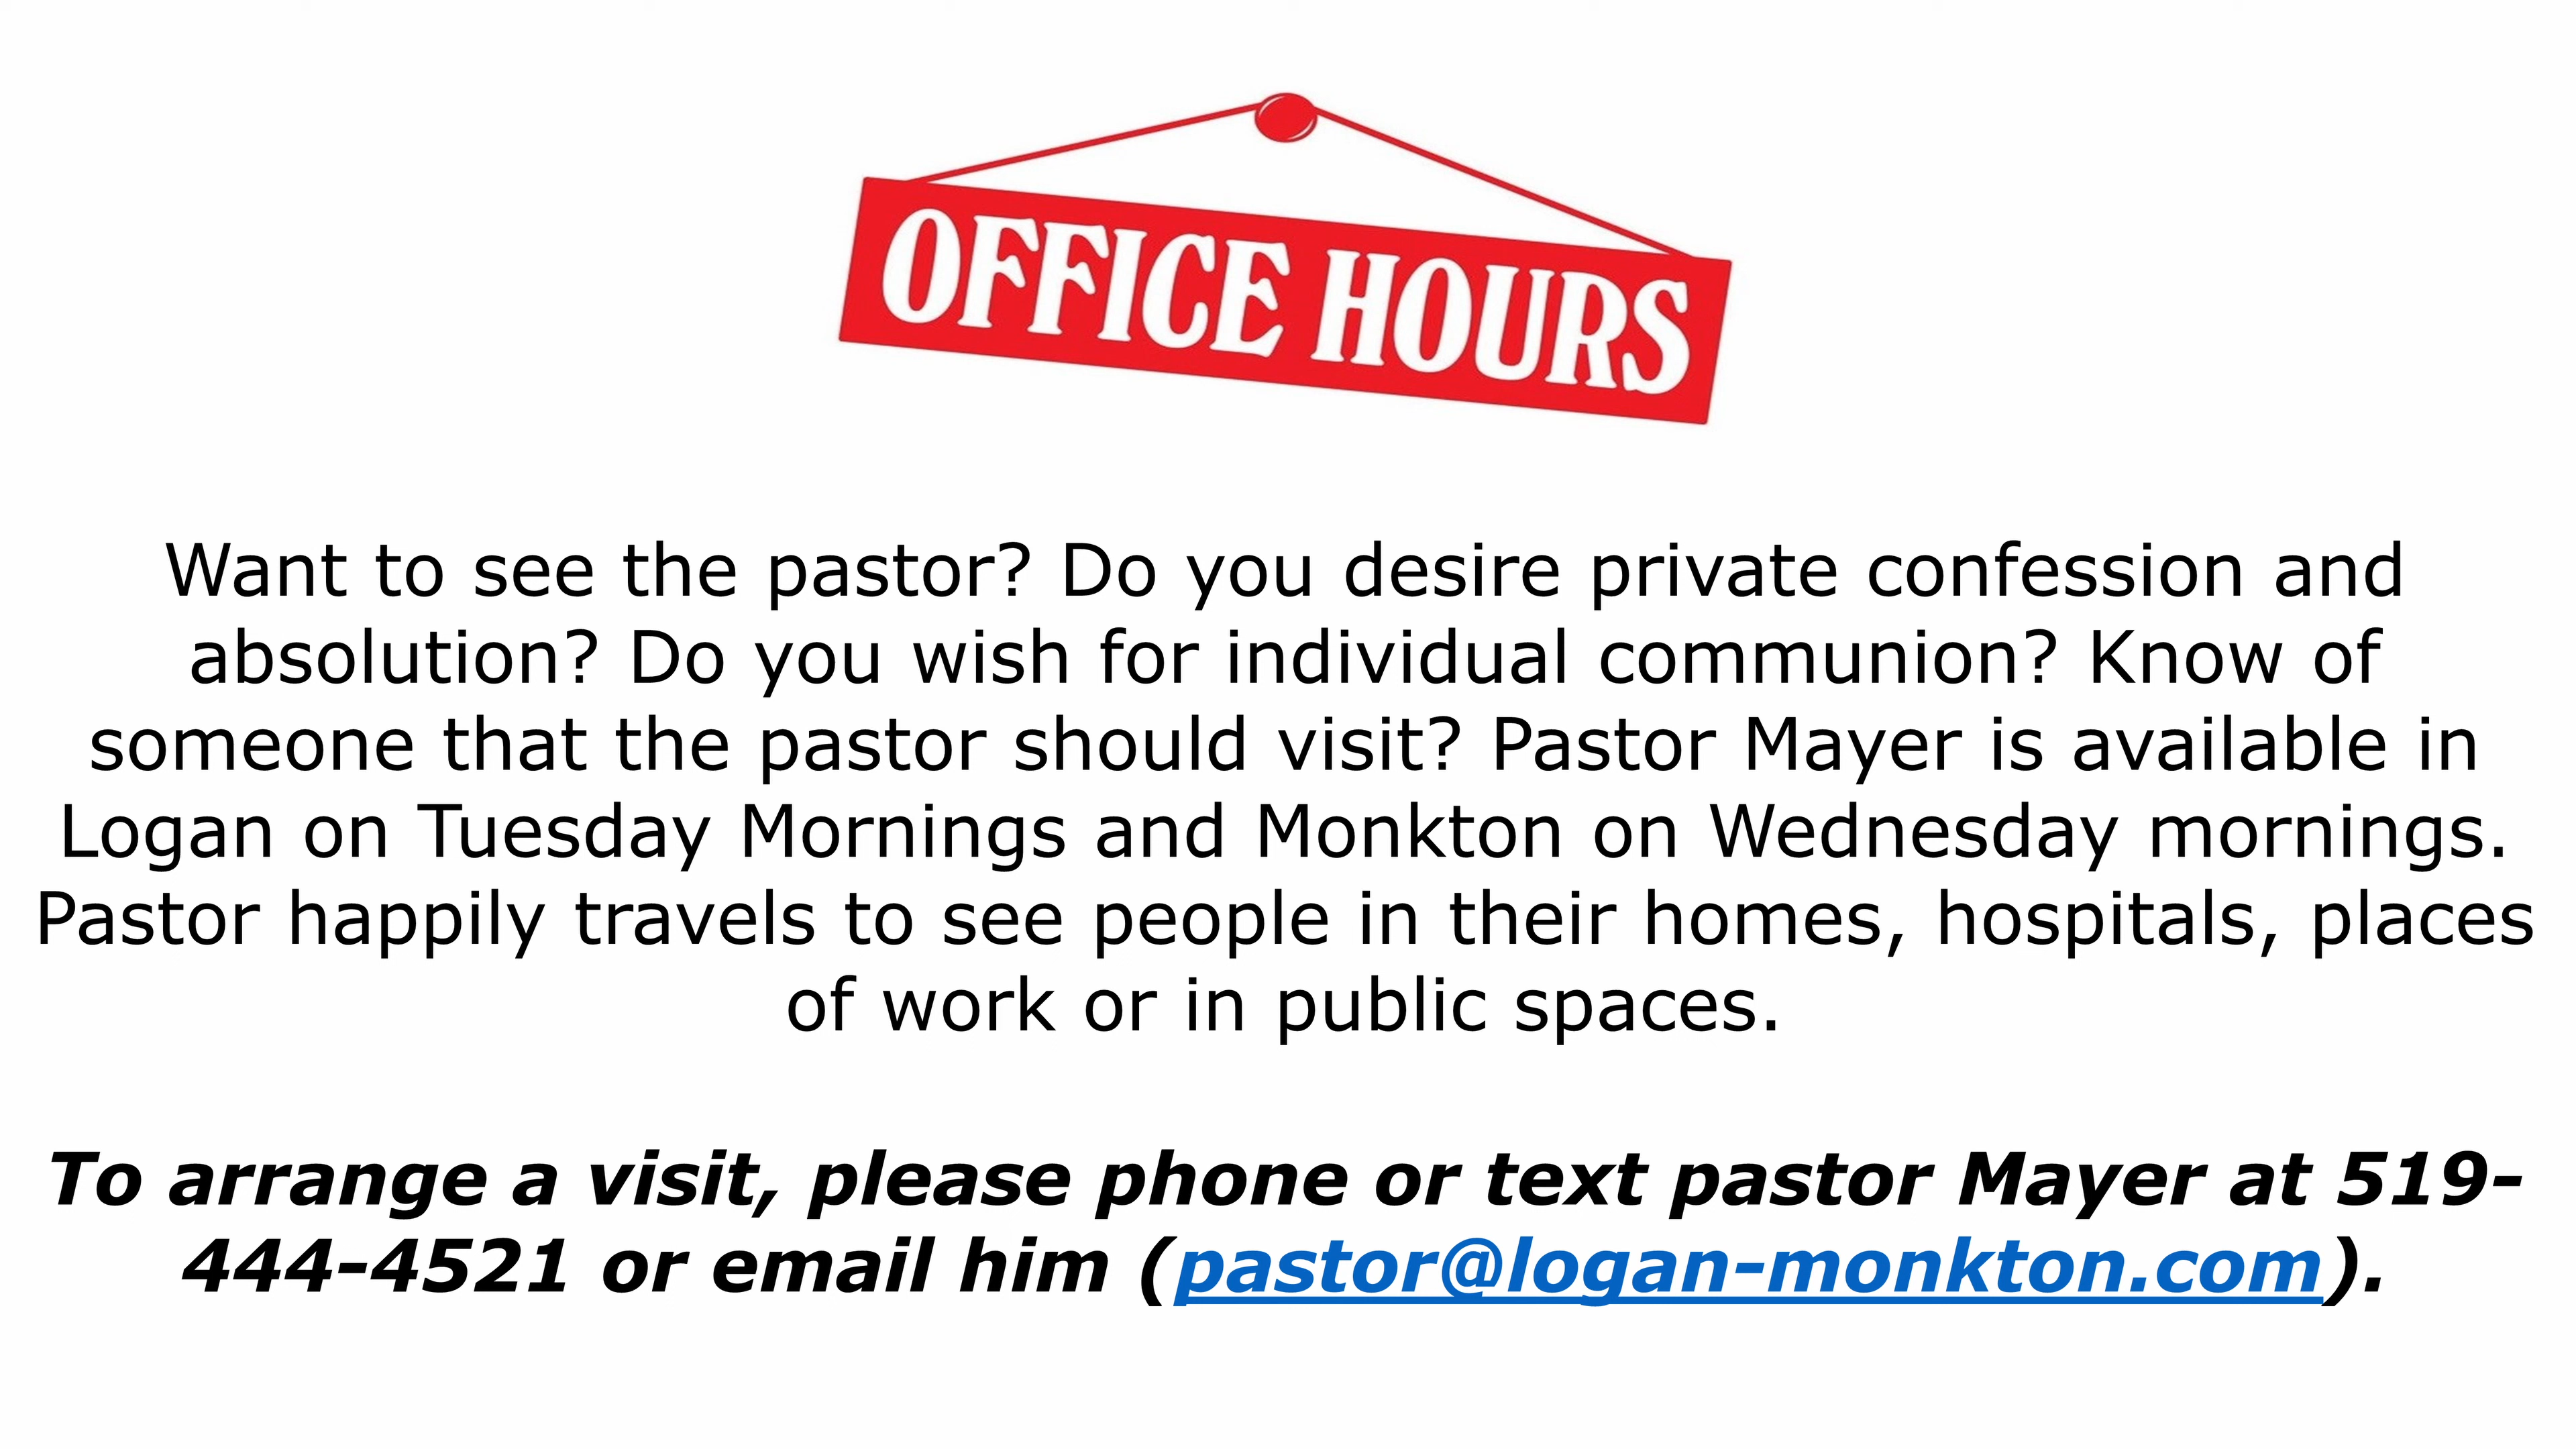 OFFICE HOURS
Want to see the pastor? Do you desire private confession and
absolution? Do you wish for individual communion? Know of
someone that the pastor should visit? Pastor Mayer is available in
Logan on Tuesday Mornings and Monkton on Wednesday mornings.
Pastor happily travels to see people in their homes, hospitals, places
of work or in public spaces.
To arrange a visit, please phone or text pastor Mayer at 519-
444-4521 or email him (pastor@logan-monkton.com).